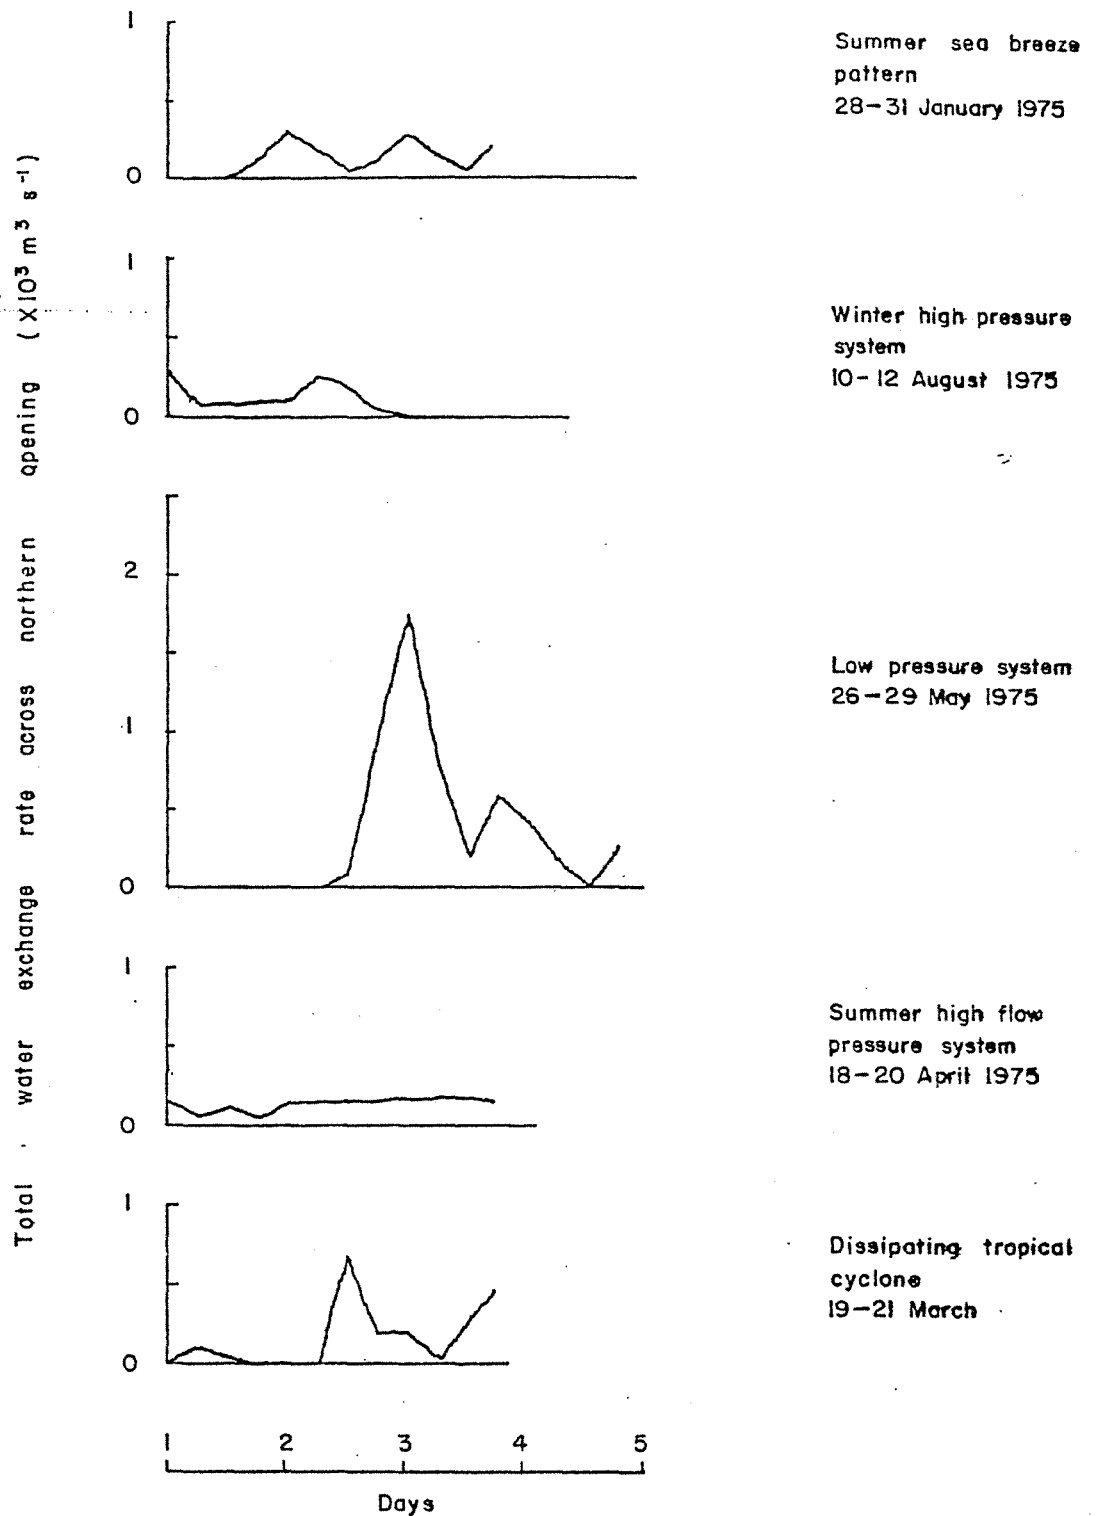 Total water exchange rate across northern opening (X10³ m³ s⁻¹)
1
0
Summer sea breeze
pattern
28-31 January 1975
1
0
Winter high pressure
system
10-12 August 1975
2
1
0
Low pressure system
26-29 May 1975
1
0
Summer high flow
pressure system
18-20 April 1975
1
0
Dissipating tropical
cyclone
19-21 March
1 2 3 4 5
Days